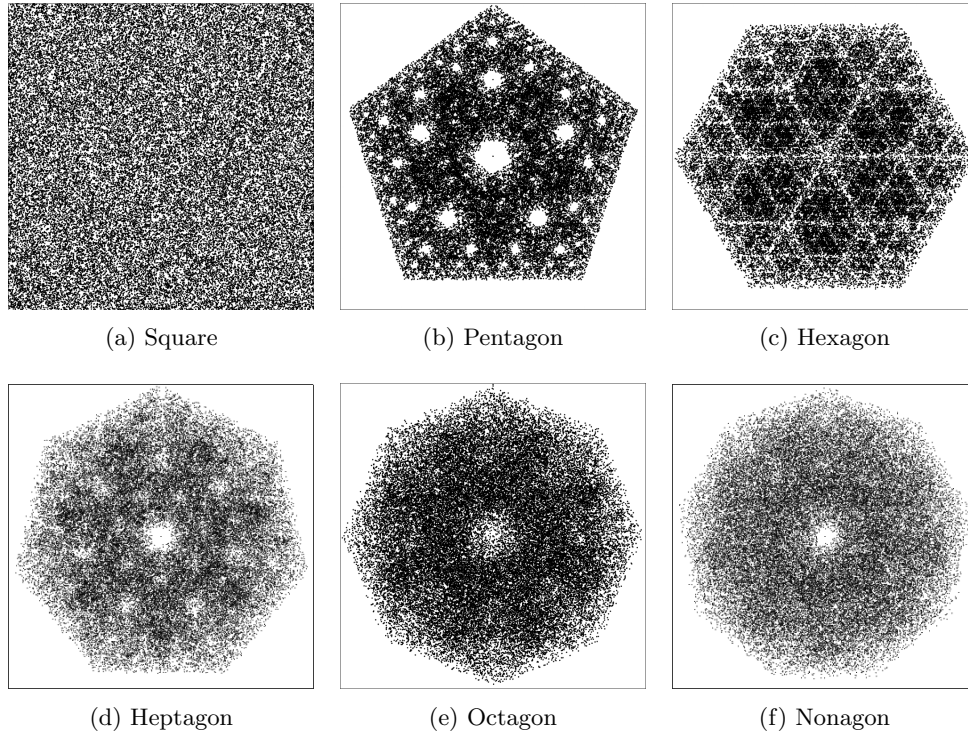 (a) Square
(b) Pentagon
(c) Hexagon
(d) Heptagon
(e) Octagon
(f) Nonagon